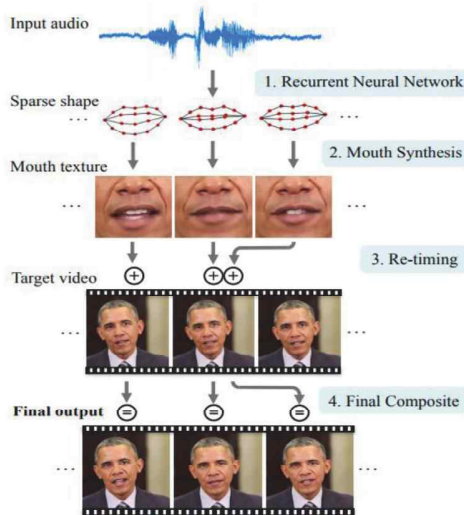 Input audio
1. Recurrent Neural Network
Sparse shape
... ...
2. Mouth Synthesis
Mouth texture
... ...
3. Re-timing
Target video
... ...
4. Final Composite
Final output
... ...